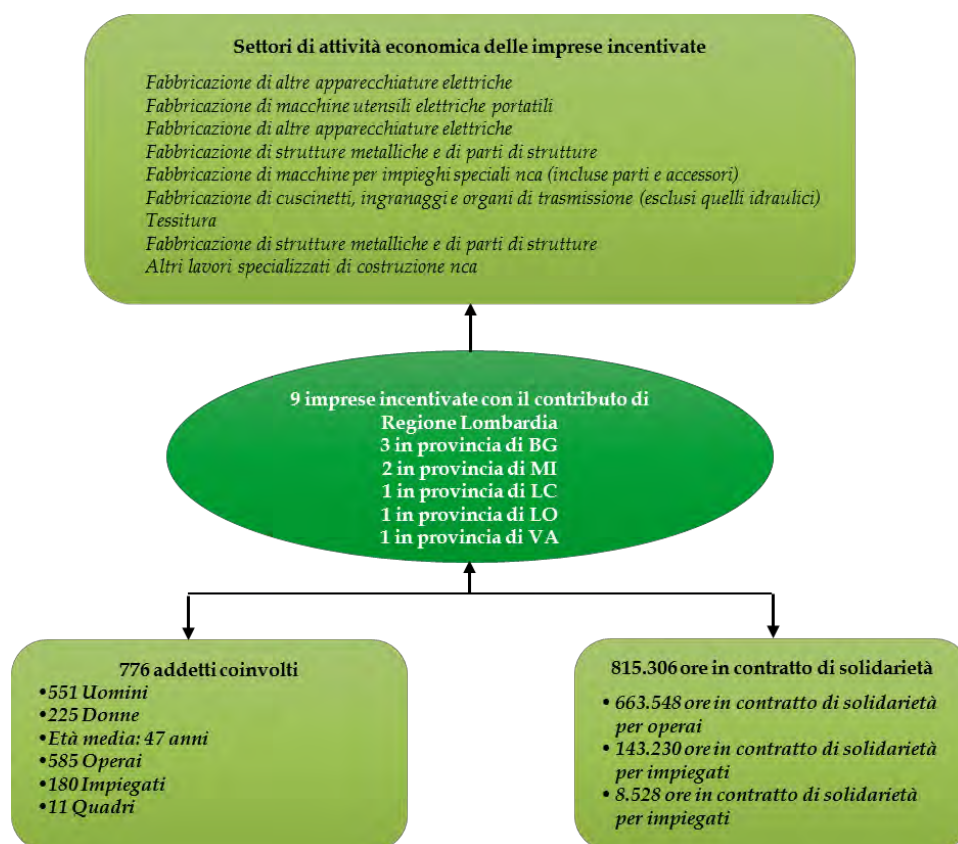 Settori di attività economica delle imprese incentivate
Fabbricazione di altre apparecchiature elettriche
Fabbricazione di macchine utensili elettriche portatili
Fabbricazione di altre apparecchiature elettriche
Fabbricazione di strutture metalliche e di parti di strutture
Fabbricazione di macchine per impieghi speciali nca (incluse parti e accessori)
Fabbricazione di cuscinetti, ingranaggi e organi di trasmissione (esclusi quelli idraulici)
Tessitura
Fabbricazione di strutture metalliche e di parti di strutture
Altri lavori specializzati di costruzione nca
9 imprese incentivate con il contributo di
Regione Lombardia
3 in provincia di BG
2 in provincia di MI
1 in provincia di LC
1 in provincia di LO
1 in provincia di VA
776 addetti coinvolti
•551 Uomini
•225 Donne
•Età media: 47 anni
•585 Operai
•180 Impiegati
•11 Quadri
815.306 ore in contratto di solidarietà
• 663.548 ore in contratto di solidarietà
per operai
• 143.230 ore in contratto di solidarietà
per impiegati
• 8.528 ore in contratto di solidarietà
per impiegati